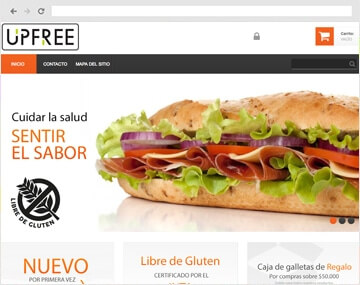 UPFREE
Carrito
INICIO
CONTACTO
MAPA DEL SITIO
Cuidar la salud
SENTIR
EL SABOR
LIBRE DE GLUTEN
NUEVO
POR PRIMERA VEZ
Libre de Gluten
CERTIFICADO POR EL
Caja de galletas de Regalo
Por compras sobre $50.000